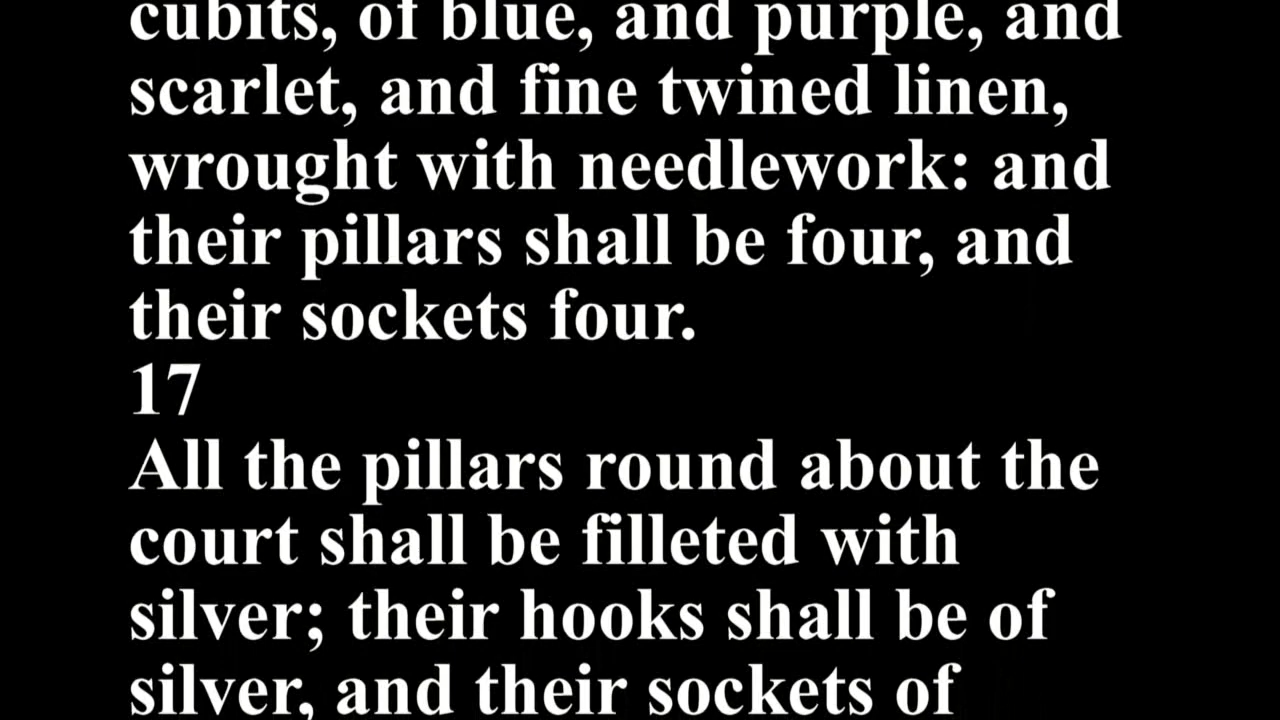 cubits, of blue, and purple, and
scarlet, and fine twined linen,
wrought with needlework: and
their pillars shall be four, and
their sockets four.
17
All the pillars round about the
court shall be filleted with
silver; their hooks shall be of
silver, and their sockets of